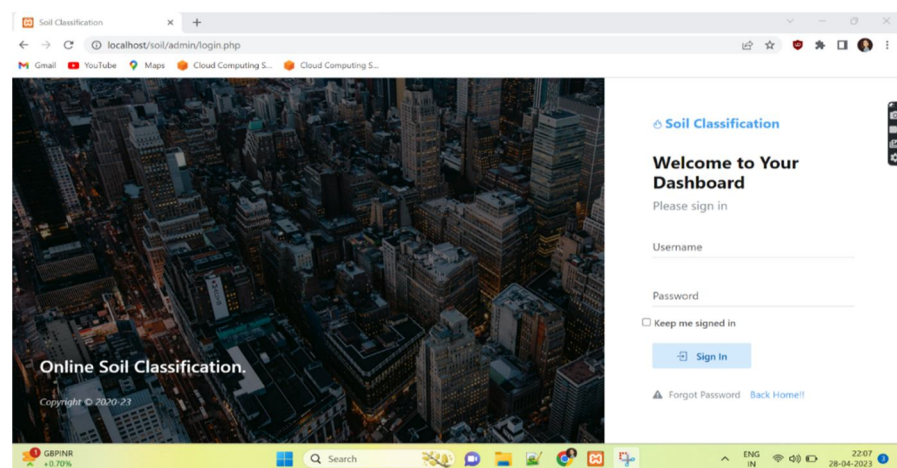 Soil Classification
localhost/soil/admin/login.php
Gmail YouTube Maps Cloud Computing S... Cloud Computing S...
Soil Classification
Welcome to Your
Dashboard
Please sign in
Username
Password
Keep me signed in
Sign In
Forgot Password Back Home!!
Online Soil Classification.
Copyright © 2020-23
1
GBPINR
+0.70%
Search
ENG
IN
22:07
28-04-2023